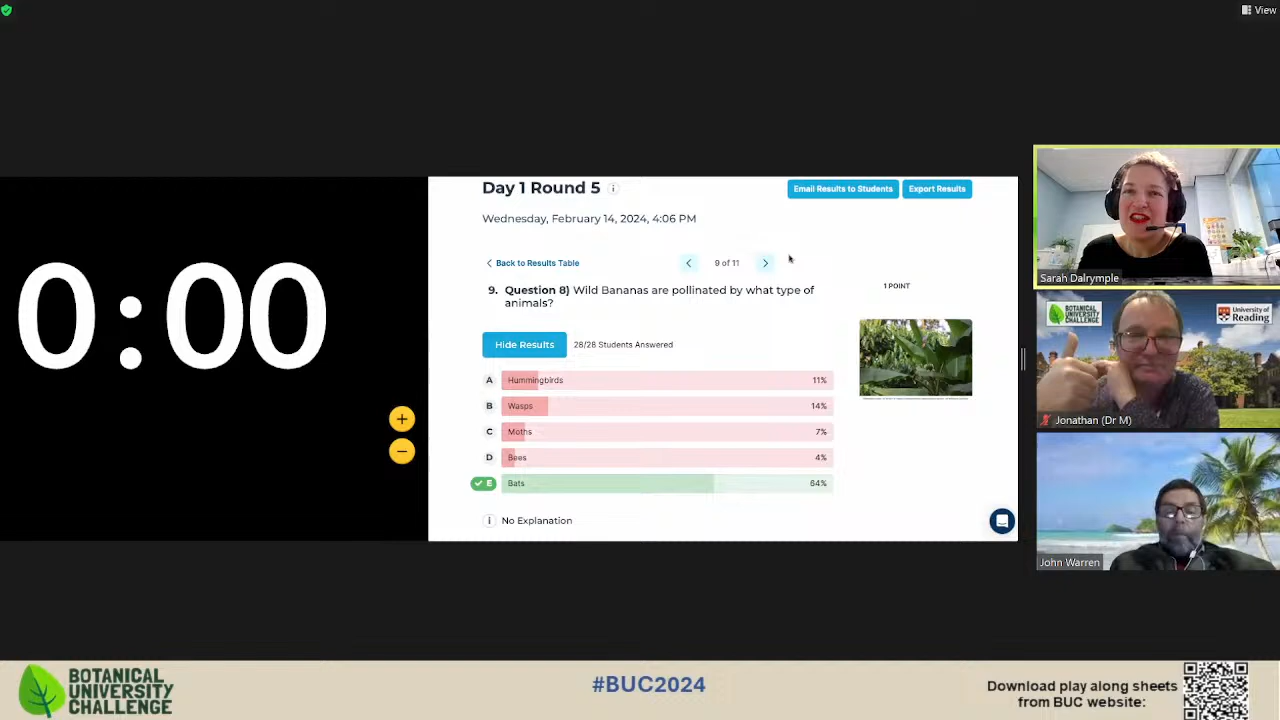 View
0:00
+
−
Day 1 Round 5
Email Results to Students
Export Results
Wednesday, February 14, 2024, 4:06 PM
Back to Results Table
9 of 11
9. Question 8) Wild Bananas are pollinated by what type of
animals?
1 POINT
Hide Results
28/28 Students Answered
A Hummingbirds 11%
B Wasps 14%
C Moths 7%
D Bees 4%
E Bats 64%
No Explanation
Sarah Dalrymple
BOTANICAL
UNIVERSITY
CHALLENGE
University of
Reading
Jonathan (Dr M)
John Warren
BOTANICAL
UNIVERSITY
CHALLENGE
#BUC2024
Download play along sheets
from BUC website: